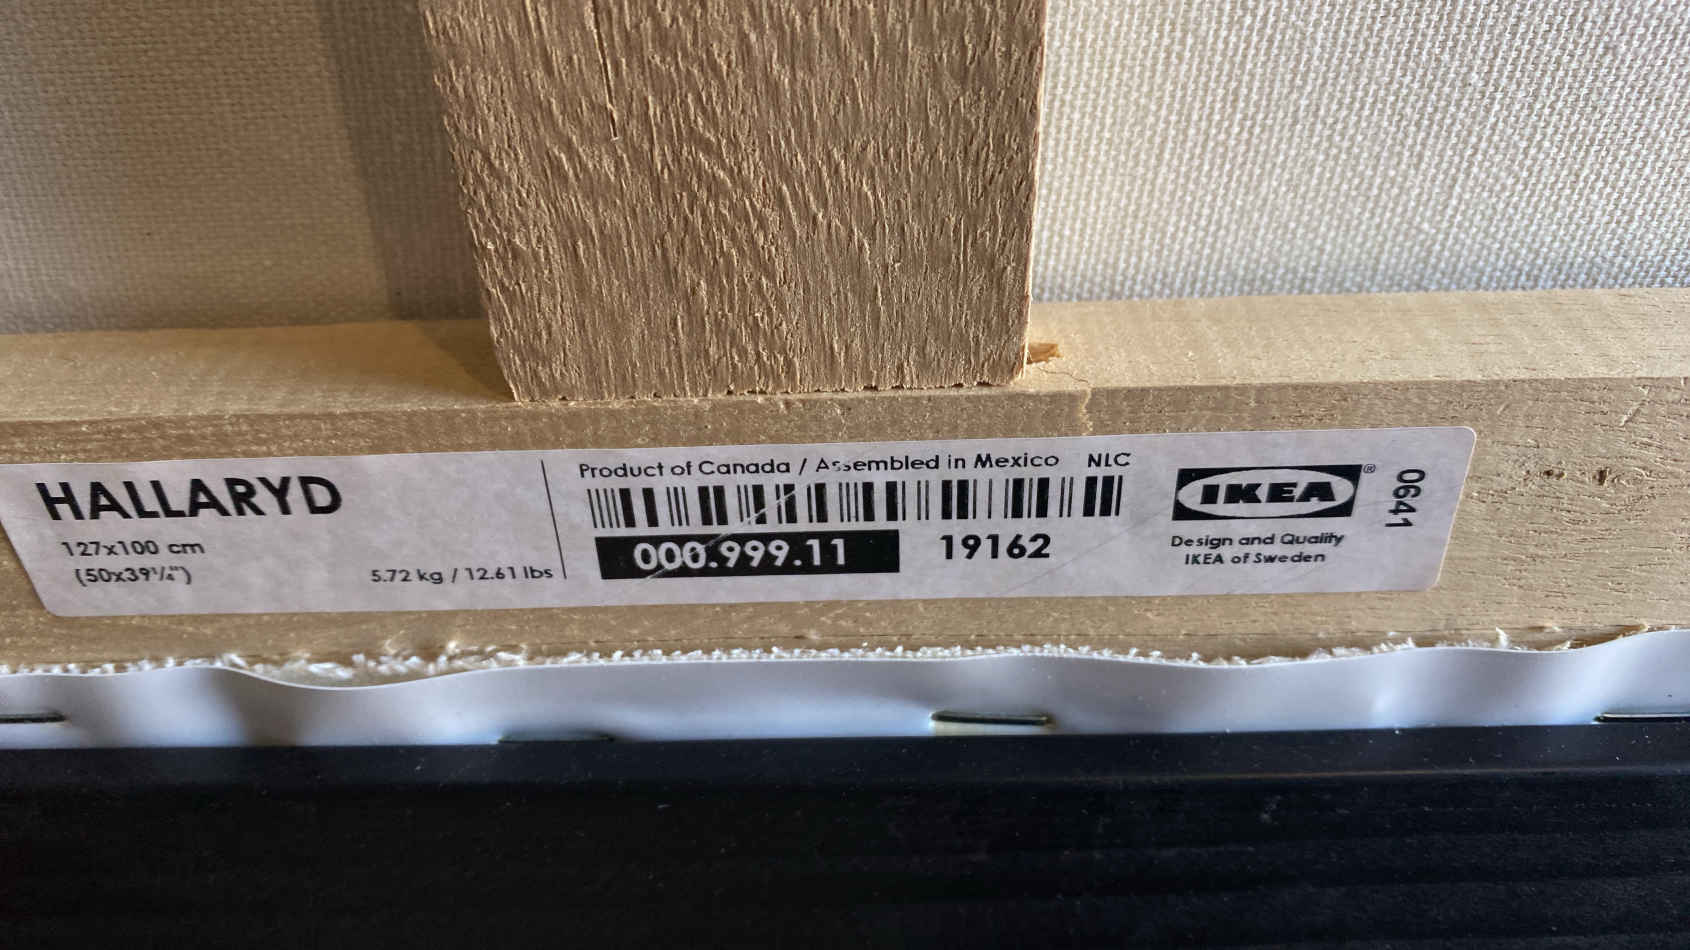 HALLARYD
127x100 cm
(50x39¼")
5.72 kg / 12.61 lbs
Product of Canada / Assembled in Mexico NLC
000.999.11
19162
IKEA®
Design and Quality
IKEA of Sweden
0641